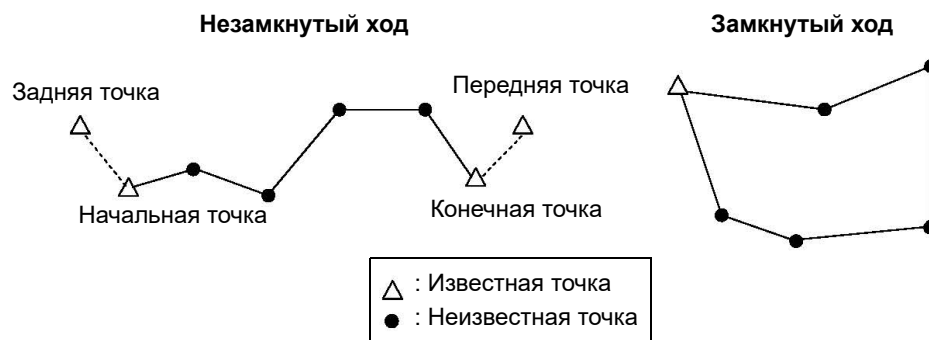 Незамкнутый ход
Замкнутый ход
Задняя точка
Передняя точка
Начальная точка
Конечная точка
: Известная точка
: Неизвестная точка